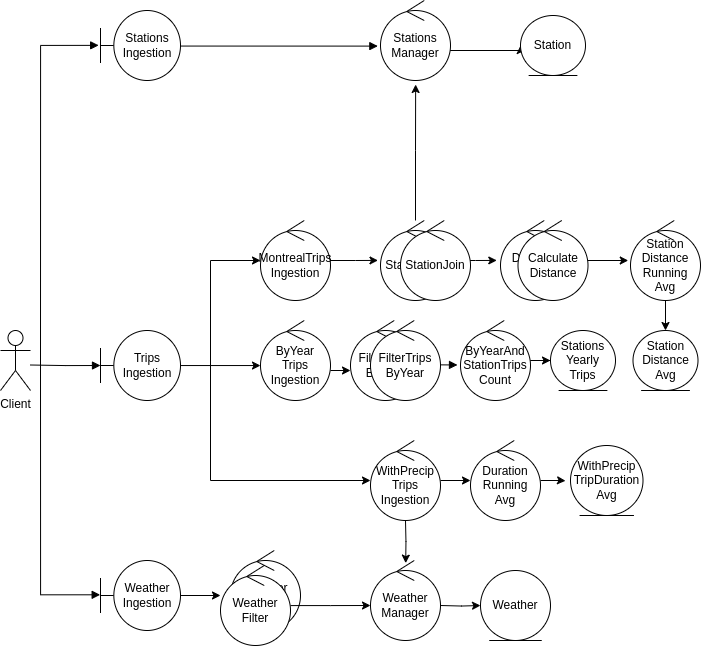 Stations
Ingestion
Stations
Manager
Station
MontrealTrips
Ingestion
Sta
StationJoin
D
Calculate
Distance
Station
Distance
Running
Avg
Client
Trips
Ingestion
ByYear
Trips
Ingestion
Fil
FilterTrips
ByYear
ByYearAnd
StationTrips
Count
Stations
Yearly
Trips
Station
Distance
Avg
WithPrecip
Trips
Ingestion
Duration
Running
Avg
WithPrecip
TripDuration
Avg
Weather
Ingestion
Weather
Filter
Weather
Manager
Weather